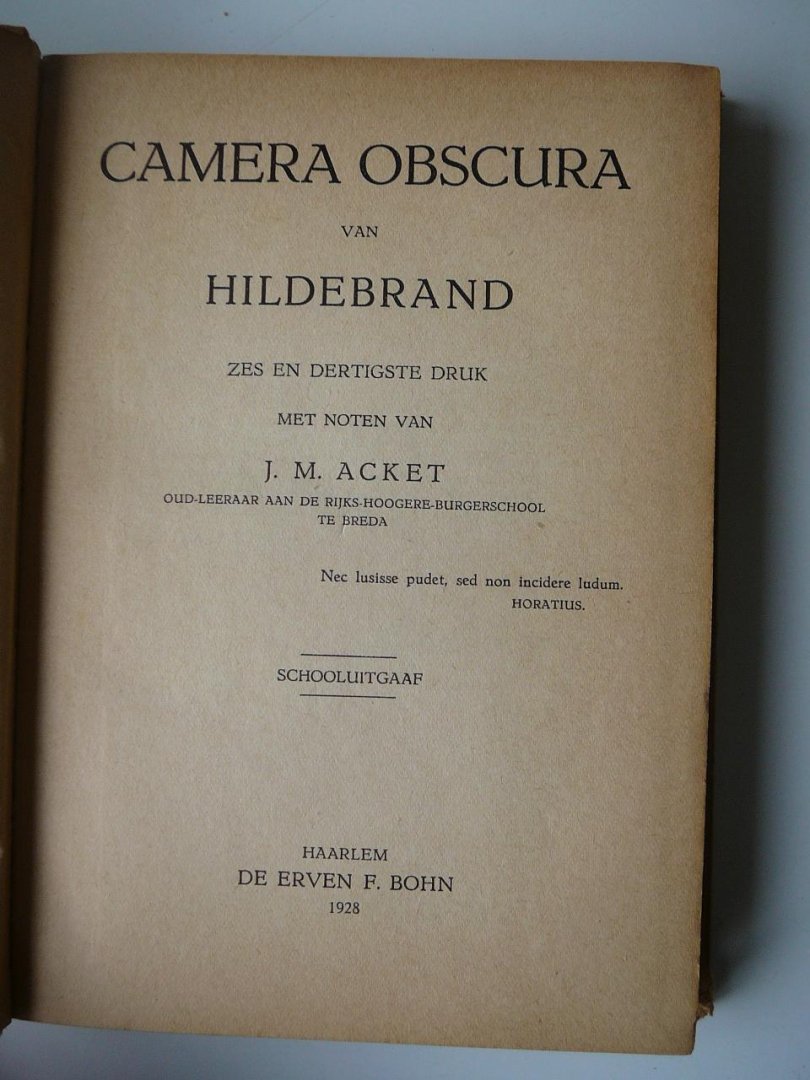 CAMERA OBSCURA
VAN
HILDEBRAND
ZES EN DERTIGSTE DRUK
MET NOTEN VAN
J. M. ACKET
OUD-LEERAAR AAN DE RIJKS-HOOGERE-BURGERSCHOOL
TE BREDA
Nec lusisse pudet, sed non incidere ludum.
HORATIUS.
SCHOOLUITGAAF
HAARLEM
DE ERVEN F. BOHN
1928